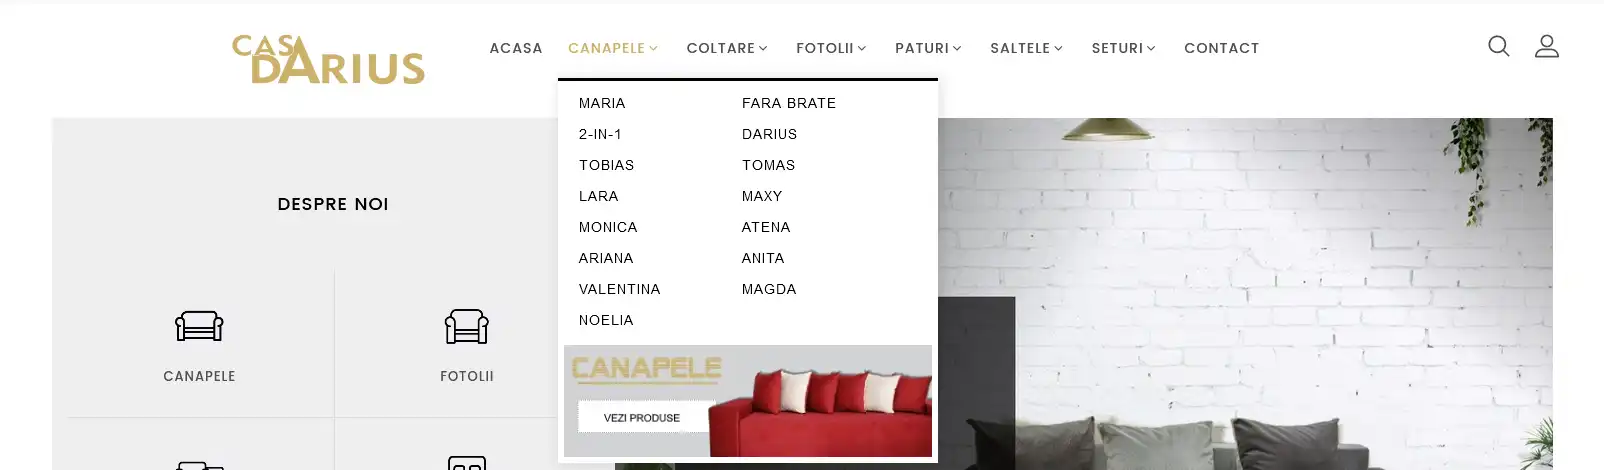 CASA
DARIUS
ACASA CANAPELE COLTARE FOTOLII PATURI SALTELE SETURI CONTACT
MARIA FARA BRATE
2-IN-1 DARIUS
TOBIAS TOMAS
LARA MAXY
MONICA ATENA
ARIANA ANITA
VALENTINA MAGDA
NOELIA
CANAPELE
VEZI PRODUSE
DESPRE NOI
CANAPELE FOTOLII